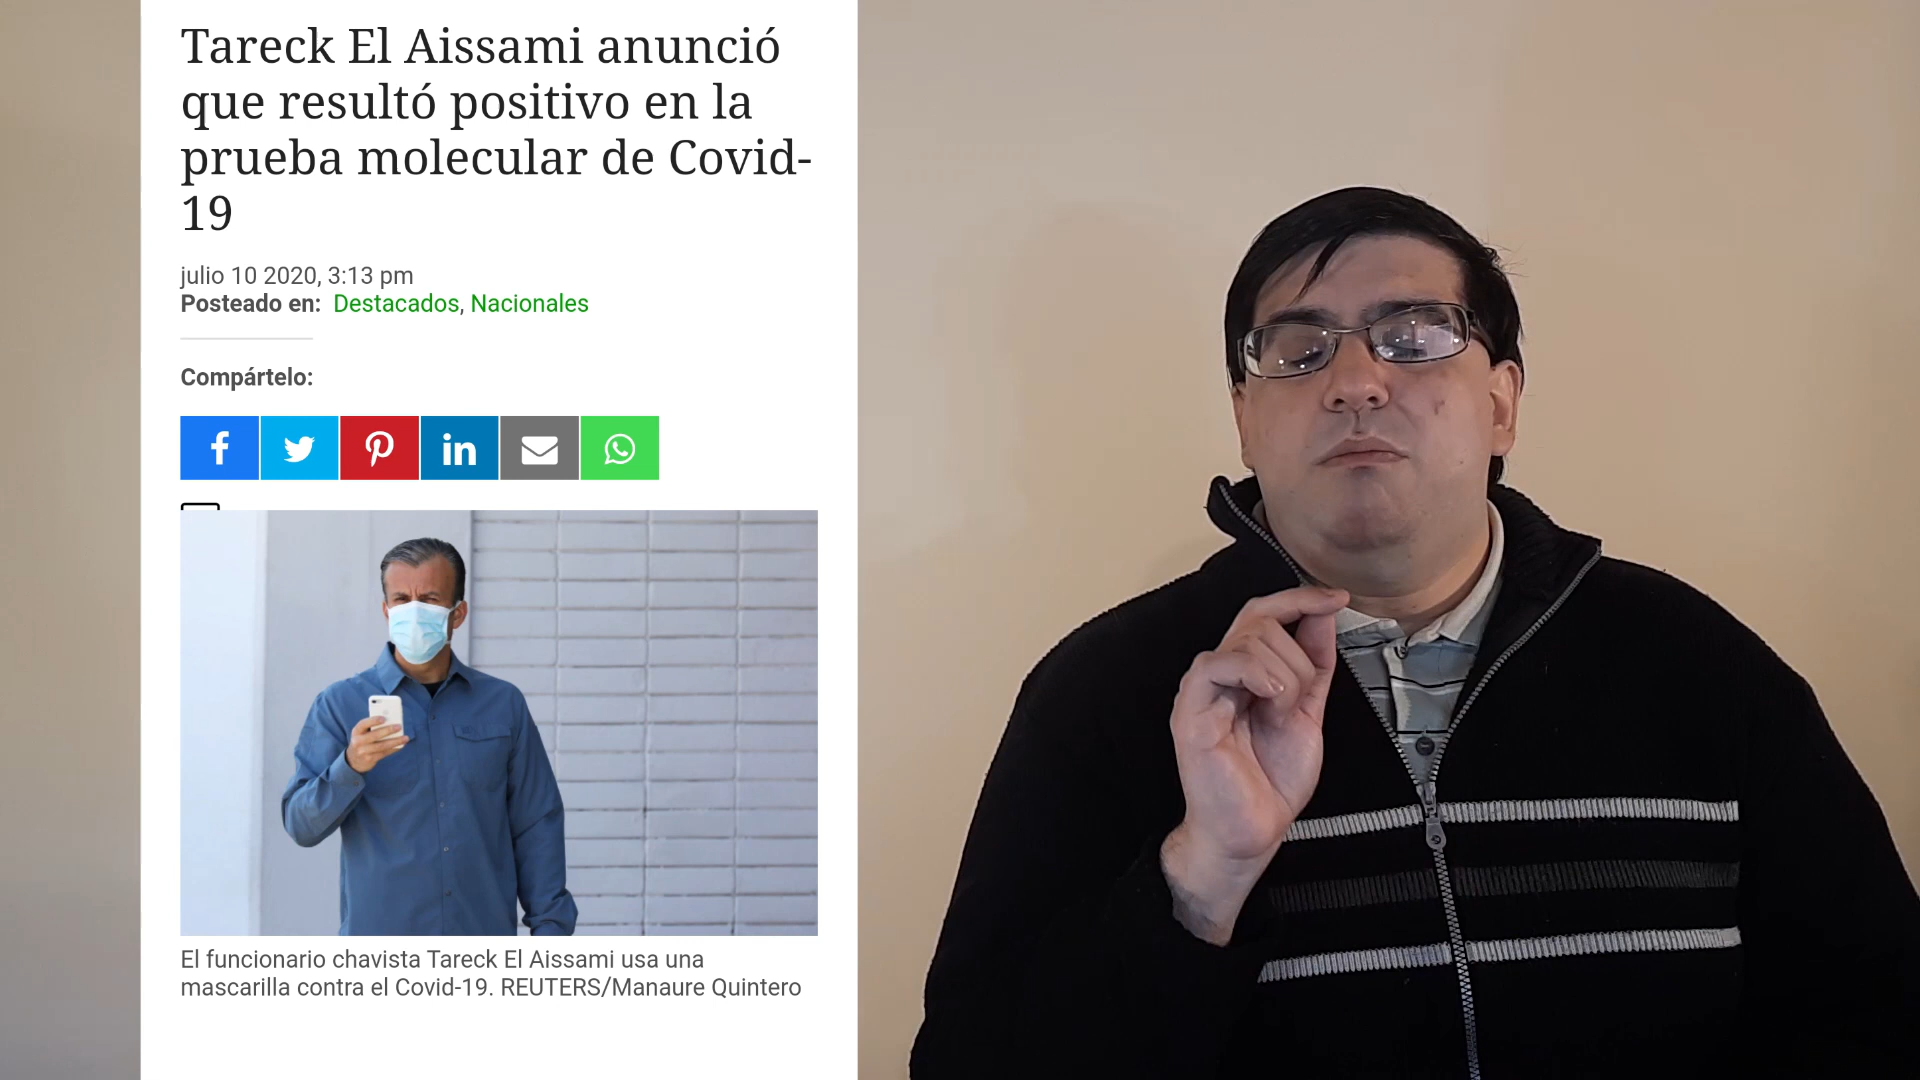 Tareck El Aissami anunció
que resultó positivo en la
prueba molecular de Covid-
19
julio 10 2020, 3:13 pm
Posteado en: Destacados, Nacionales
Compártelo:
El funcionario chavista Tareck El Aissami usa una
mascarilla contra el Covid-19. REUTERS/Manaure Quintero